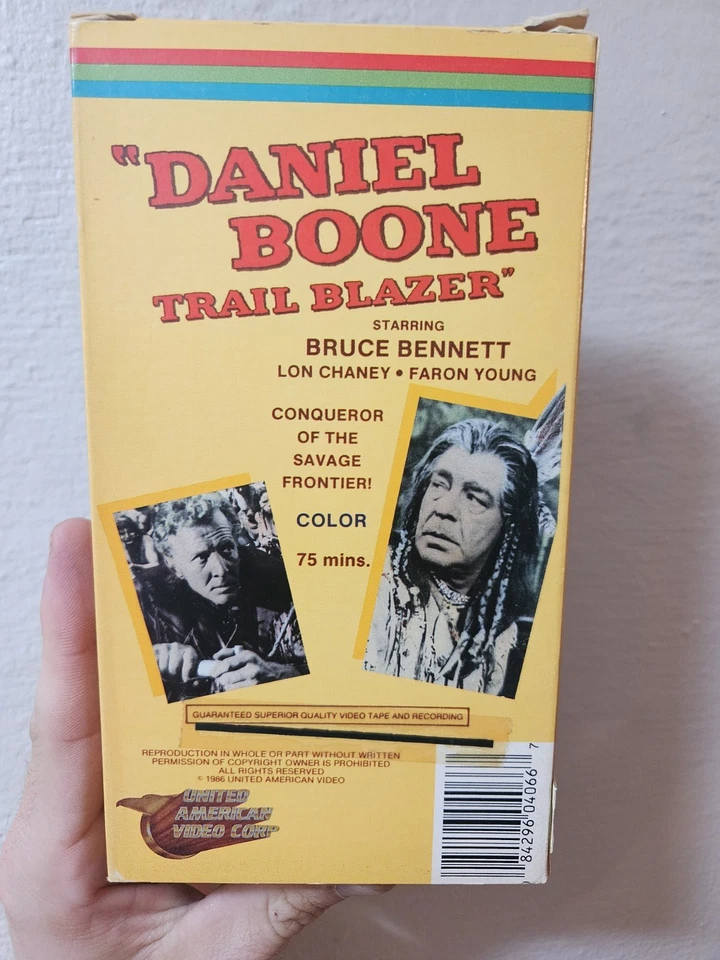 "DANIEL
BOONE
TRAIL BLAZER"
STARRING
BRUCE BENNETT
LON CHANEY • FARON YOUNG
CONQUEROR
OF THE
SAVAGE
FRONTIER!
COLOR
75 mins.
GUARANTEED SUPERIOR QUALITY VIDEO TAPE AND RECORDING
REPRODUCTION IN WHOLE OR PART WITHOUT WRITTEN
PERMISSION OF COPYRIGHT OWNER IS PROHIBITED
ALL RIGHTS RESERVED
© 1986 UNITED AMERICAN VIDEO
UNITED
AMERICAN
VIDEO CORP
84296 04066 7